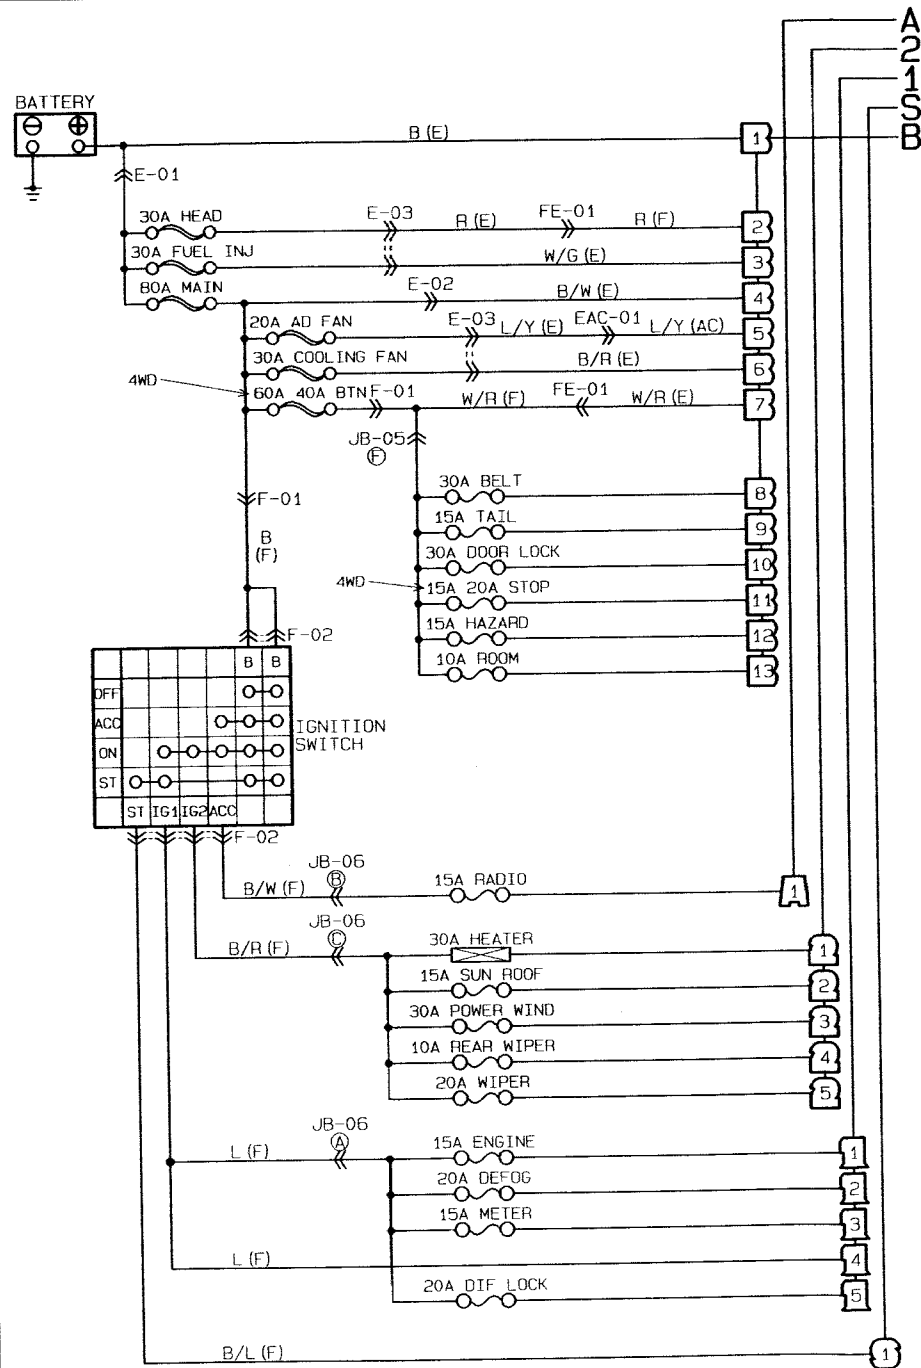 A
2
1
S
B
BATTERY
B (E)
1
E-01
30A HEAD
E-03
R (E)
FE-01
R (F)
2
30A FUEL INJ
W/G (E)
3
80A MAIN
E-02
B/W (E)
4
20A AD FAN
E-03
L/Y (E)
EAC-01
L/Y (AC)
5
30A COOLING FAN
B/R (E)
6
4WD
60A 40A BTN
F-01
W/R (F)
FE-01
W/R (E)
7
JB-05
F
30A BELT
8
F-01
15A TAIL
9
B
(F)
30A DOOR LOCK
10
4WD
15A 20A STOP
11
15A HAZARD
12
F-02
10A ROOM
13
B B
OFF
ACC
IGNITION
SWITCH
ON
ST
ST IG1 IG2 ACC
F-02
JB-06
B
B/W (F)
15A RADIO
1
JB-06
C
B/R (F)
30A HEATER
1
15A SUN ROOF
2
30A POWER WIND
3
10A REAR WIPER
4
20A WIPER
5
JB-06
A
L (F)
15A ENGINE
1
20A DEFOG
2
15A METER
3
L (F)
4
20A DIF LOCK
5
B/L (F)
1